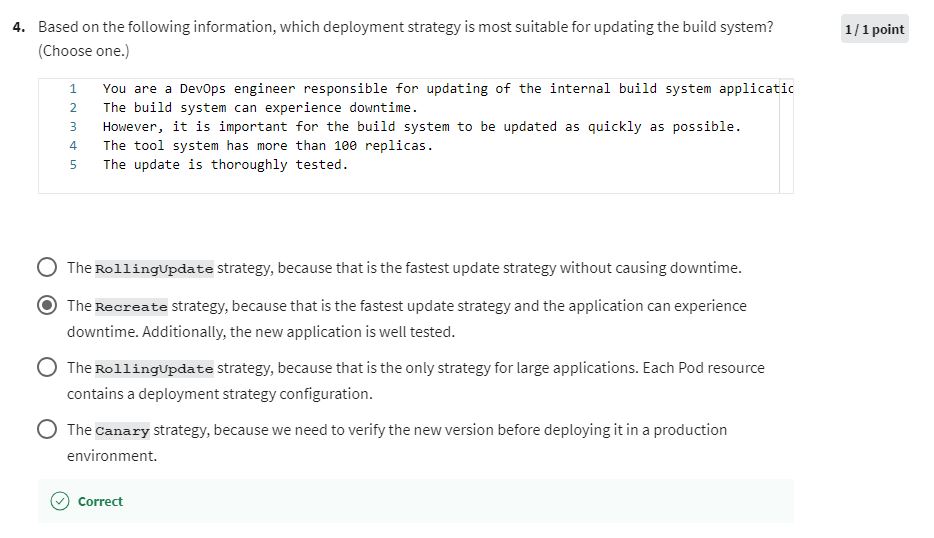 4. Based on the following information, which deployment strategy is most suitable for updating the build system?
1 / 1 point
(Choose one.)
1 You are a DevOps engineer responsible for updating of the internal build system applicatic
2 The build system can experience downtime.
3 However, it is important for the build system to be updated as quickly as possible.
4 The tool system has more than 100 replicas.
5 The update is thoroughly tested.
The RollingUpdate strategy, because that is the fastest update strategy without causing downtime.
The Recreate strategy, because that is the fastest update strategy and the application can experience
downtime. Additionally, the new application is well tested.
The RollingUpdate strategy, because that is the only strategy for large applications. Each Pod resource
contains a deployment strategy configuration.
The Canary strategy, because we need to verify the new version before deploying it in a production
environment.
Correct